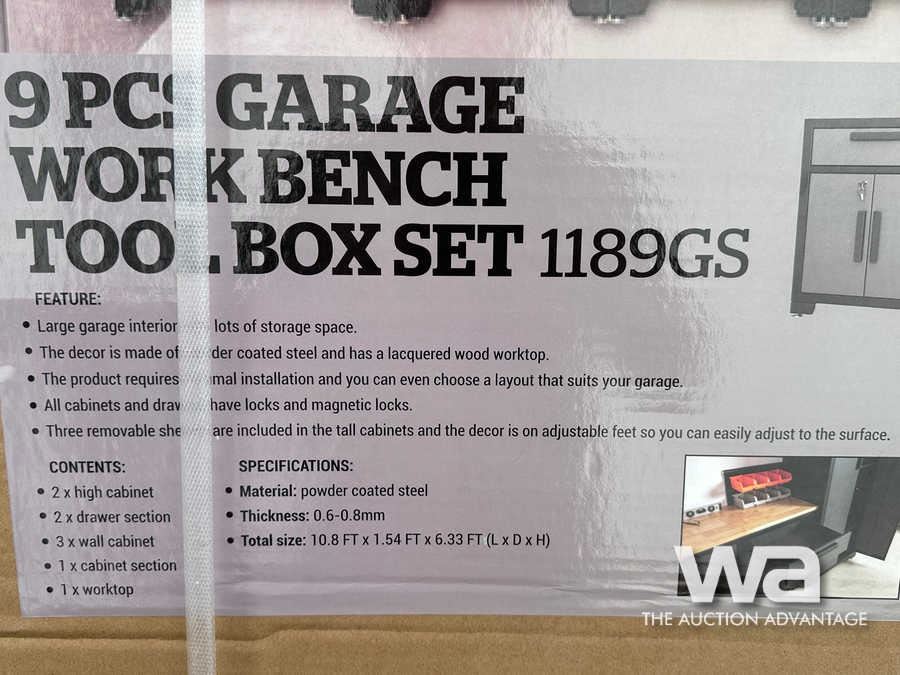 9 PCS GARAGE
WORK BENCH
TOOL BOX SET 1189GS
FEATURE:
• Large garage interior lots of storage space.
• The decor is made of powder coated steel and has a lacquered wood worktop.
• The product requires minimal installation and you can even choose a layout that suits your garage.
• All cabinets and drawers have locks and magnetic locks.
• Three removable shelves are included in the tall cabinets and the decor is on adjustable feet so you can easily adjust to the surface.
CONTENTS:
• 2 x high cabinet
• 2 x drawer section
• 3 x wall cabinet
• 1 x cabinet section
• 1 x worktop
SPECIFICATIONS:
• Material: powder coated steel
• Thickness: 0.6-0.8mm
• Total size: 10.8 FT x 1.54 FT x 6.33 FT (L x D x H)
wa
THE AUCTION ADVANTAGE